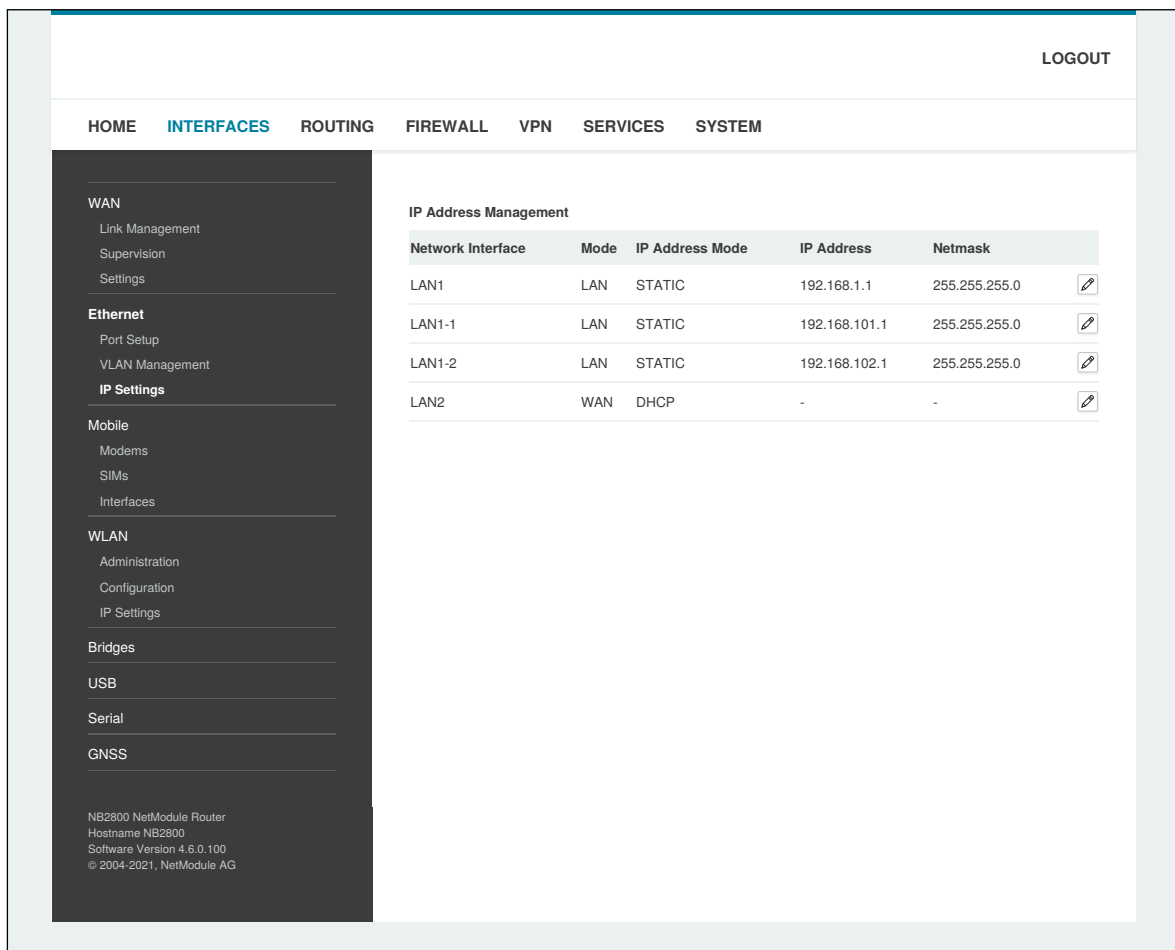 LOGOUT
HOME INTERFACES ROUTING FIREWALL VPN SERVICES SYSTEM
WAN
Link Management
Supervision
Settings
Ethernet
Port Setup
VLAN Management
IP Settings
Mobile
Modems
SIMs
Interfaces
WLAN
Administration
Configuration
IP Settings
Bridges
USB
Serial
GNSS
NB2800 NetModule Router
Hostname NB2800
Software Version 4.6.0.100
© 2004-2021, NetModule AG
IP Address Management
Network Interface Mode IP Address Mode IP Address Netmask
LAN1 LAN STATIC 192.168.1.1 255.255.255.0
LAN1-1 LAN STATIC 192.168.101.1 255.255.255.0
LAN1-2 LAN STATIC 192.168.102.1 255.255.255.0
LAN2 WAN DHCP - -